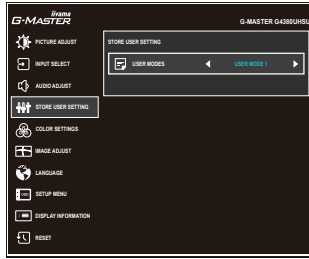 iiyama
G-MASTER
G-MASTER G4380UHSU
PICTURE ADJUST
INPUT SELECT
AUDIO ADJUST
STORE USER SETTING
COLOR SETTINGS
IMAGE ADJUST
LANGUAGE
OSD
SETUP MENU
DISPLAY INFORMATION
RESET
STORE USER SETTING
USER MODES
USER MODE 1